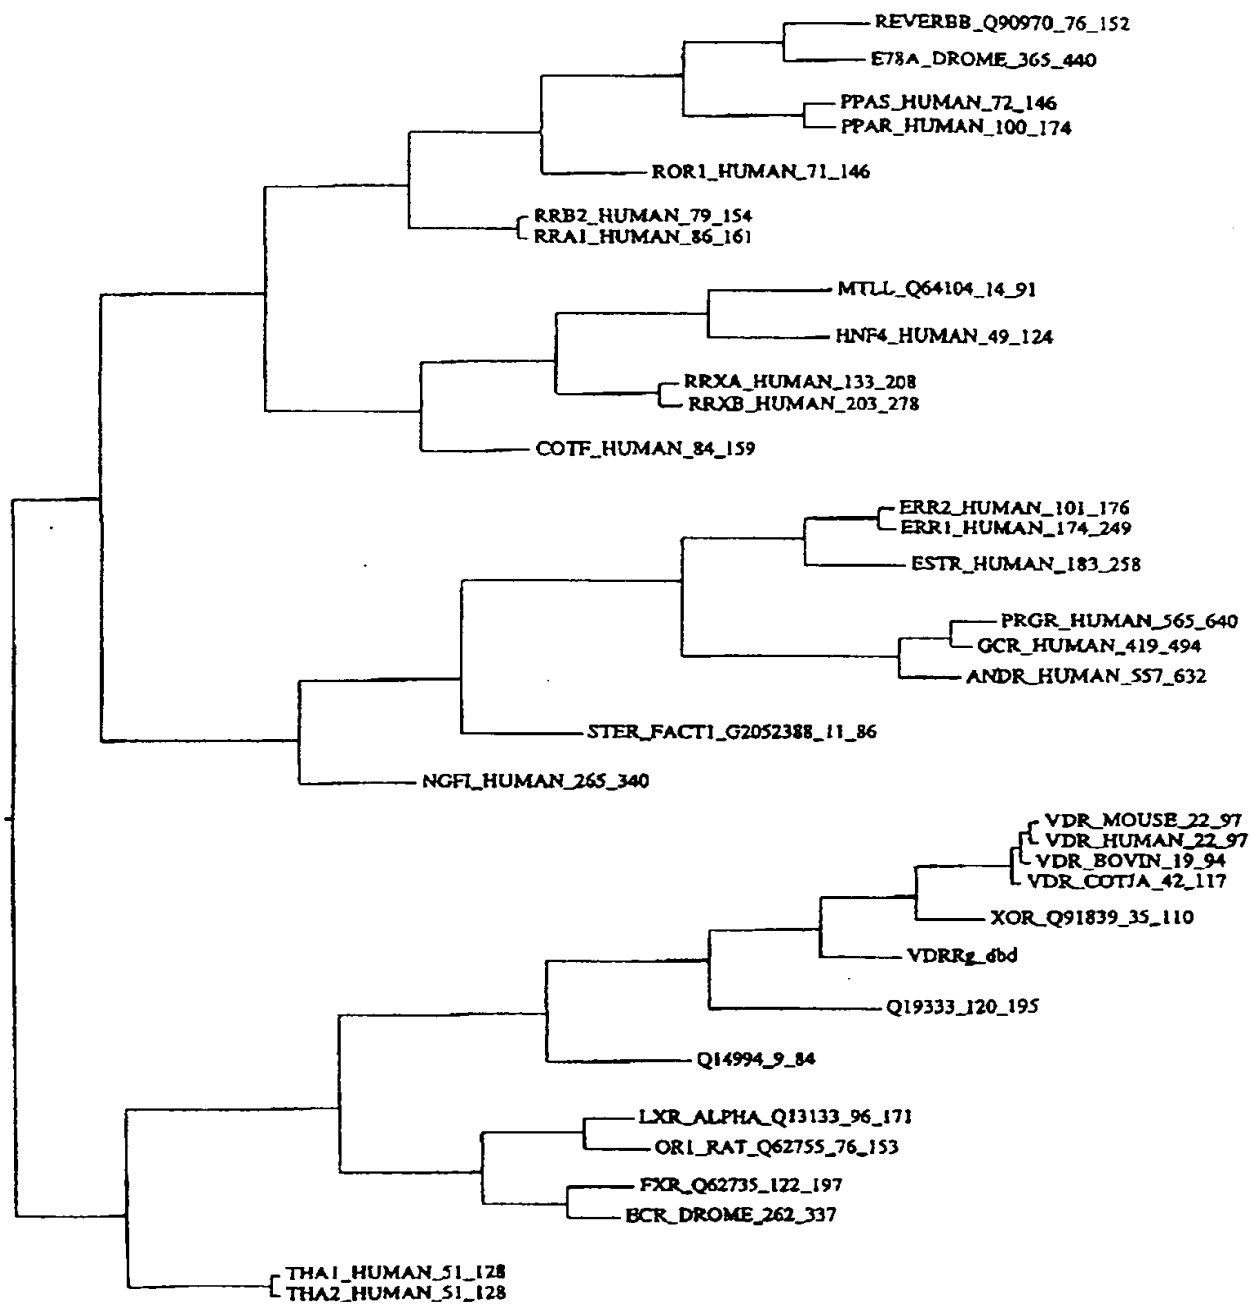 REVERBB_Q90970_76_152
E78A_DROME_365_440
PPAS_HUMAN_72_146
PPAR_HUMAN_100_174
ROR1_HUMAN_71_146
RRB2_HUMAN_79_154
RRA1_HUMAN_86_161
MTLL_Q64104_14_91
HNF4_HUMAN_49_124
RRXA_HUMAN_133_208
RRXB_HUMAN_203_278
COTF_HUMAN_84_159
ERR2_HUMAN_101_176
ERR1_HUMAN_174_249
ESTR_HUMAN_183_258
PRGR_HUMAN_565_640
GCR_HUMAN_419_494
ANDR_HUMAN_557_632
STER_FACT1_G2052388_11_86
NGFI_HUMAN_265_340
VDR_MOUSE_22_97
VDR_HUMAN_22_97
VDR_BOVIN_19_94
VDR_COTJA_42_117
XOR_Q91839_35_110
VDRRg_dbd
Q19333_120_195
Q14994_9_84
LXR_ALPHA_Q13133_96_171
OR1_RAT_Q62755_76_153
FXR_Q62735_122_197
ECR_DROME_262_337
THA1_HUMAN_51_128
THA2_HUMAN_51_128